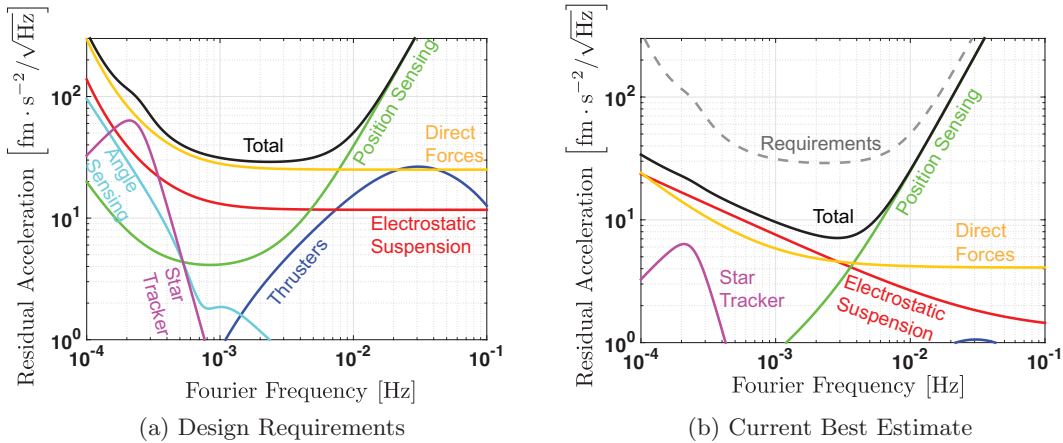 Residual Acceleration [fm · s⁻²/√Hz]
10²
10¹
10⁰
10⁻⁴
10⁻³
10⁻²
10⁻¹
Fourier Frequency [Hz]
Total
Position Sensing
Direct
Forces
Angle
Sensing
Electrostatic
Suspension
Star
Tracker
Thrusters
(a) Design Requirements
Residual Acceleration [fm · s⁻²/√Hz]
10²
10¹
10⁰
10⁻⁴
10⁻³
10⁻²
10⁻¹
Fourier Frequency [Hz]
Requirements
Position Sensing
Total
Direct
Forces
Star
Tracker
Electrostatic
Suspension
(b) Current Best Estimate